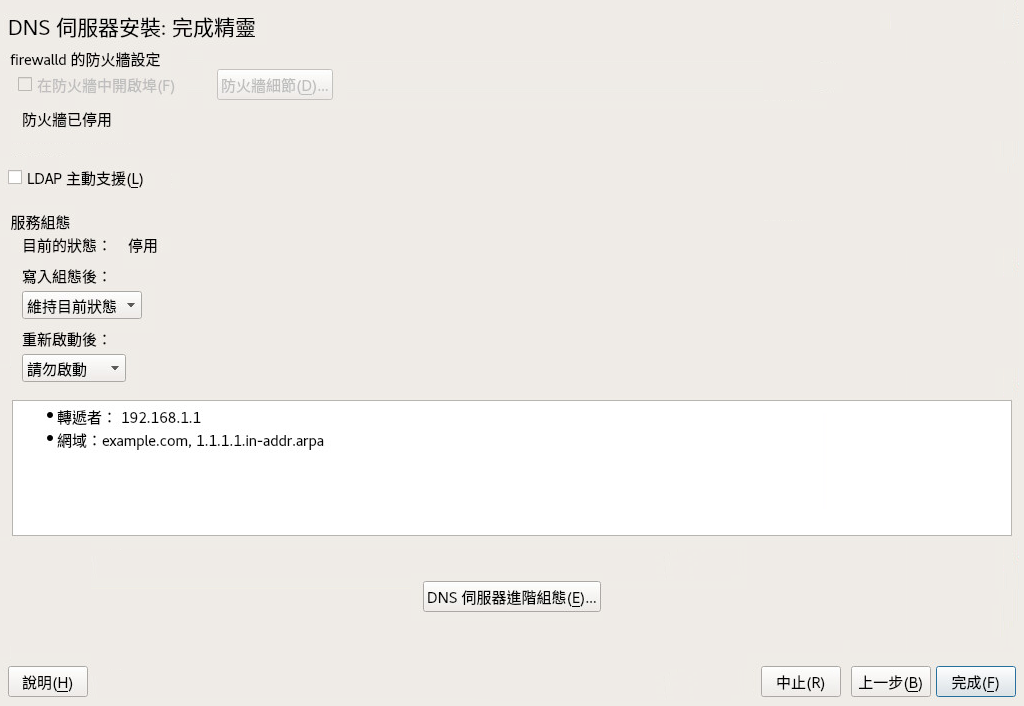 DNS 伺服器安裝: 完成精靈
firewalld 的防火牆設定
在防火牆中開啟埠(F)
防火牆細節(D)...
防火牆已停用
LDAP 主動支援(L)
服務組態
目前的狀態： 停用
寫入組態後：
維持目前狀態
重新啟動後：
請勿啟動
• 轉遞者： 192.168.1.1
• 網域：example.com, 1.1.1.1.in-addr.arpa
DNS 伺服器進階組態(E)...
說明(H)
中止(R)
上一步(B)
完成(F)